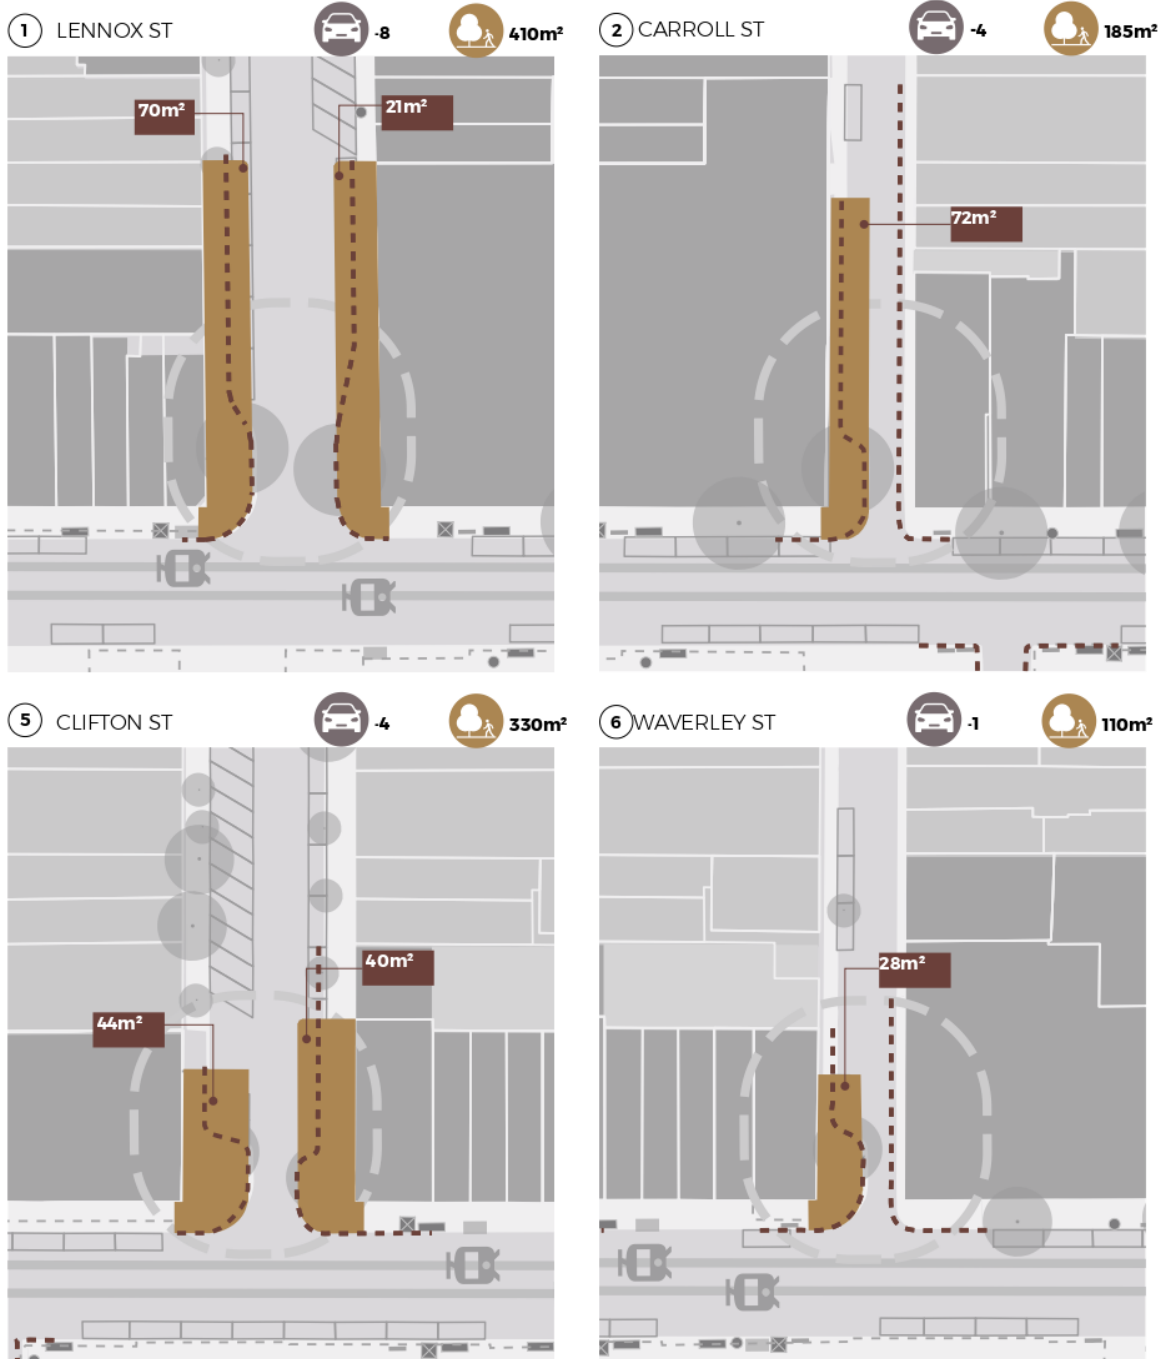 1 LENNOX ST -8 410m²
70m²
21m²
2 CARROLL ST -4 185m²
72m²
5 CLIFTON ST -4 330m²
40m²
44m²
6 WAVERLEY ST -1 110m²
28m²